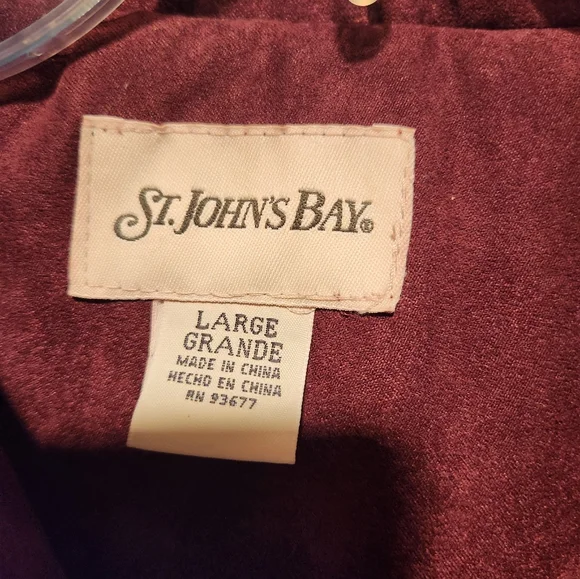 ST. JOHN'S BAY®
LARGE
GRANDE
MADE IN CHINA
HECHO EN CHINA
RN 93677